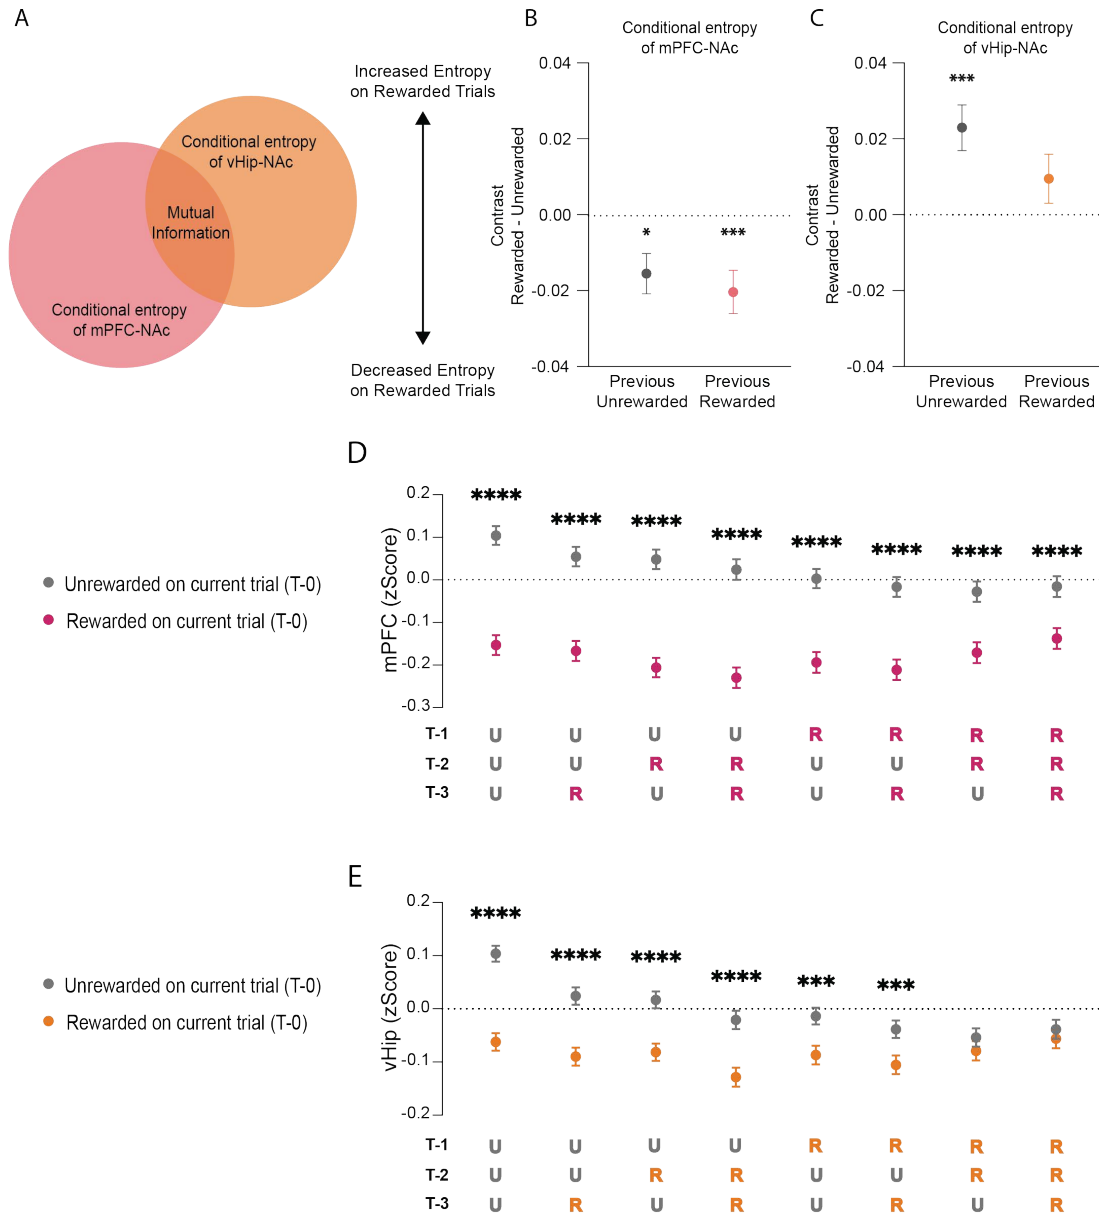 A
Conditional entropy
of vHip-NAc
Mutual
Information
Conditional entropy
of mPFC-NAc
Increased Entropy
on Rewarded Trials
Decreased Entropy
on Rewarded Trials
B
Conditional entropy
of mPFC-NAc
Contrast
Rewarded - Unrewarded
0.04
0.02
0.00
-0.02
-0.04
*
***
Previous
Unrewarded
Previous
Rewarded
C
Conditional entropy
of vHip-NAc
Contrast
Rewarded - Unrewarded
0.04
0.02
0.00
-0.02
-0.04
***
Previous
Unrewarded
Previous
Rewarded
D
Unrewarded on current trial (T-0)
Rewarded on current trial (T-0)
mPFC (zScore)
0.2
0.1
0.0
-0.1
-0.2
-0.3
**** **** **** **** **** **** **** ****
T-1 U U U U R R R R
T-2 U U R R U U R R
T-3 U R U R U R U R
E
Unrewarded on current trial (T-0)
Rewarded on current trial (T-0)
vHip (zScore)
0.2
0.1
0.0
-0.1
-0.2
**** **** **** **** *** ***
T-1 U U U U R R R R
T-2 U U R R U U R R
T-3 U R U R U R U R